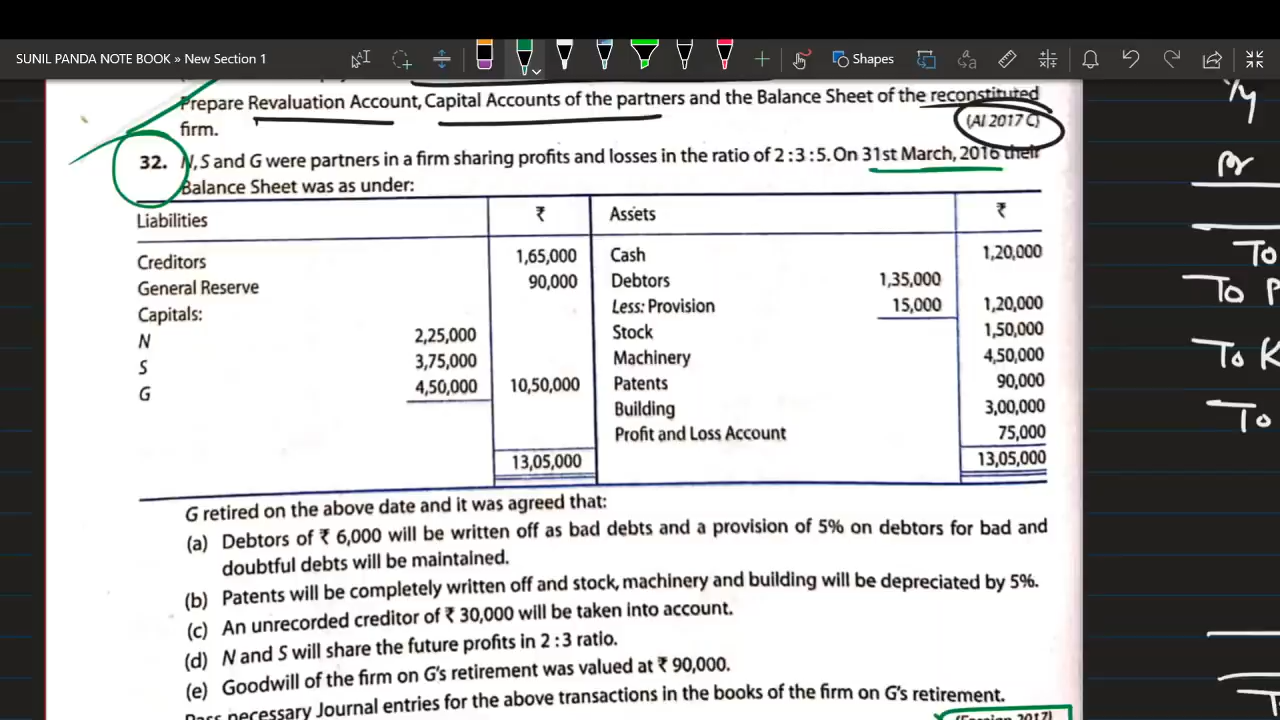 SUNIL PANDA NOTE BOOK » New Section 1
Shapes
Prepare Revaluation Account, Capital Accounts of the partners and the Balance Sheet of the reconstituted
firm.
(AI 2017 C)
32. N, S and G were partners in a firm sharing profits and losses in the ratio of 2 : 3 : 5. On 31st March, 2016 their
Balance Sheet was as under:
Liabilities ₹ Assets ₹
Creditors 1,65,000 Cash 1,20,000
General Reserve 90,000 Debtors 1,35,000
Capitals: Less: Provision 15,000 1,20,000
N 2,25,000 Stock 1,50,000
S 3,75,000 Machinery 4,50,000
G 4,50,000 10,50,000 Patents 90,000
Building 3,00,000
Profit and Loss Account 75,000
13,05,000 13,05,000
G retired on the above date and it was agreed that:
(a) Debtors of ₹ 6,000 will be written off as bad debts and a provision of 5% on debtors for bad and
doubtful debts will be maintained.
(b) Patents will be completely written off and stock, machinery and building will be depreciated by 5%.
(c) An unrecorded creditor of ₹ 30,000 will be taken into account.
(d) N and S will share the future profits in 2 : 3 ratio.
(e) Goodwill of the firm on G's retirement was valued at ₹ 90,000.
Pass necessary Journal entries for the above transactions in the books of the firm on G's retirement.
(Foreign 2017)
To
To P
To K
To